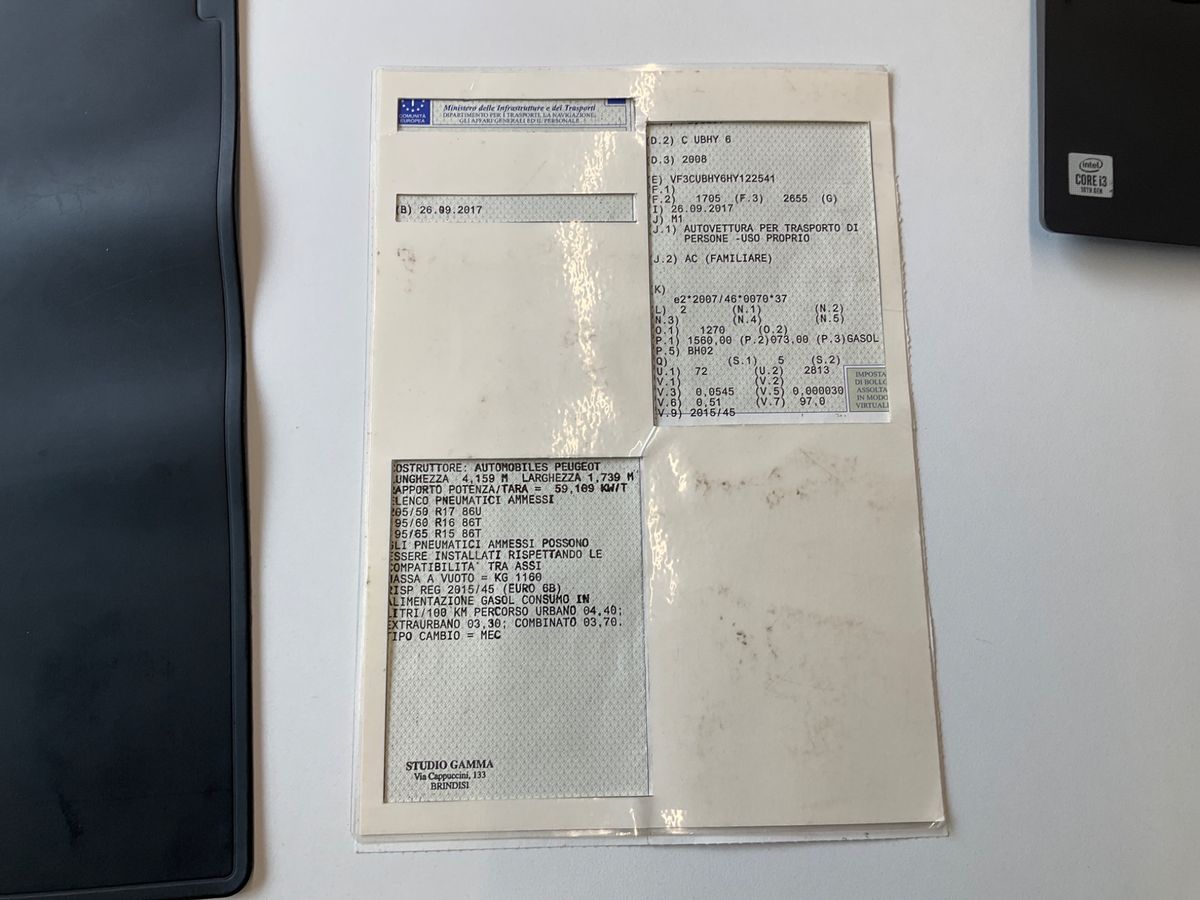 COMUNITÀ
EUROPEA
Ministero delle Infrastrutture e dei Trasporti
DIPARTIMENTO PER I TRASPORTI, LA NAVIGAZIONE,
GLI AFFARI GENERALI ED IL PERSONALE
(B) 26.09.2017
D.2) C UBHY 6
D.3) 2008
E) VF3CUBHY6HY122541
F.1)
F.2) 1705 (F.3) 2655 (G)
I) 26.09.2017
J) M1
J.1) AUTOVETTURA PER TRASPORTO DI
PERSONE -USO PROPRIO
J.2) AC (FAMILIARE)
K)
e2*2007/46*0070*37
L) 2 (N.1) (N.2)
N.3) (N.4) (N.5)
O.1) 1270 (O.2)
P.1) 1560,00 (P.2)073,00 (P.3)GASOL
P.5) BH02
Q) (S.1) 5 (S.2)
U.1) 72 (U.2) 2813
V.1) (V.2)
V.3) 0,0545 (V.5) 0,000030
V.6) 0,51 (V.7) 97,0
V.9) 2015/45
IMPOSTA
DI BOLLO
ASSOLTA
IN MODO
VIRTUALE
OSTRUTTORE: AUTOMOBILES PEUGEOT
UNGHEZZA 4,159 M LARGHEZZA 1,739 M
APPORTO POTENZA/TARA = 59,109 KW/T
LENCO PNEUMATICI AMMESSI
05/50 R17 86U
95/60 R16 86T
95/65 R15 86T
LI PNEUMATICI AMMESSI POSSONO
SSERE INSTALLATI RISPETTANDO LE
OMPATIBILITA' TRA ASSI
ASSA A VUOTO = KG 1160
ISP REG 2015/45 (EURO 6B)
LIMENTAZIONE GASOL CONSUMO IN
ITRI/100 KM PERCORSO URBANO 04,40;
EXTRAURBANO 03,30; COMBINATO 03,70.
IPO CAMBIO = MEC
STUDIO GAMMA
Via Cappuccini, 133
BRINDISI
intel
CORE i3
10TH GEN